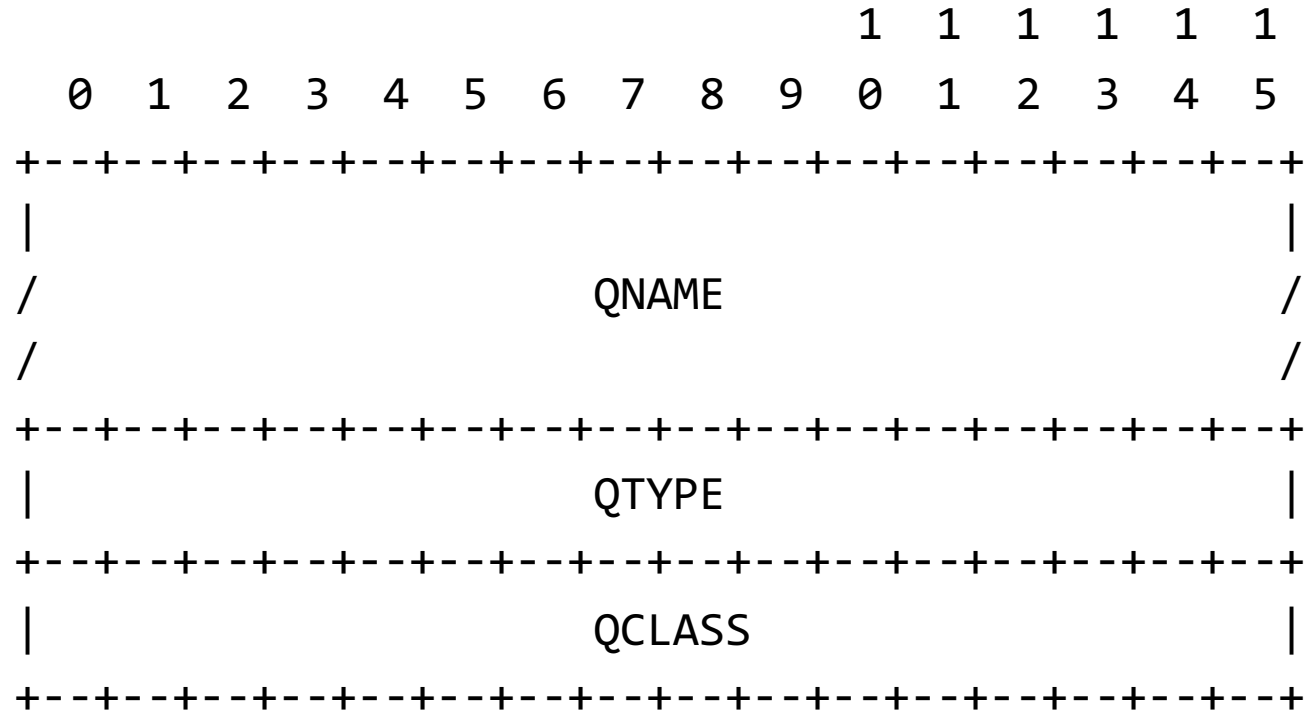 1  1  1  1  1  1
  0  1  2  3  4  5  6  7  8  9  0  1  2  3  4  5
+--+--+--+--+--+--+--+--+--+--+--+--+--+--+--+--+
|                                               |
/                     QNAME                     /
/                                               /
+--+--+--+--+--+--+--+--+--+--+--+--+--+--+--+--+
|                     QTYPE                     |
+--+--+--+--+--+--+--+--+--+--+--+--+--+--+--+--+
|                     QCLASS                    |
+--+--+--+--+--+--+--+--+--+--+--+--+--+--+--+--+